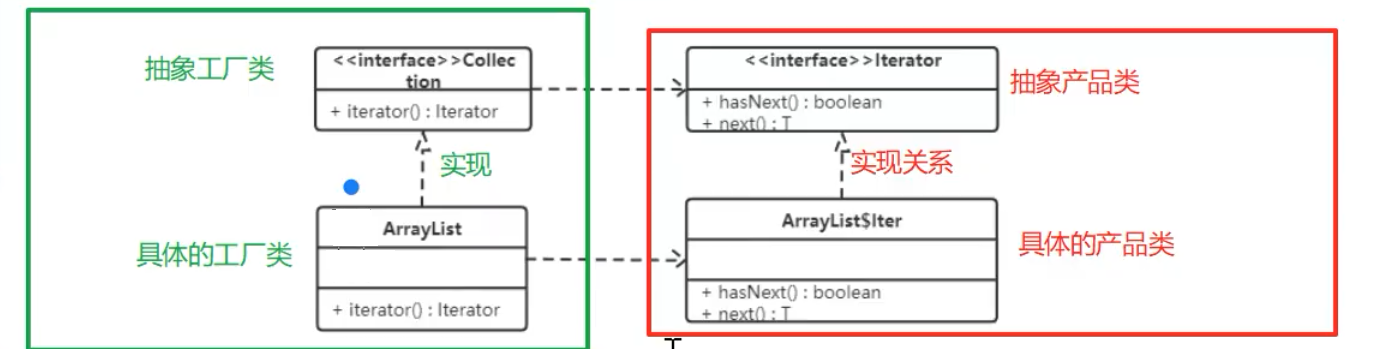 抽象工厂类
<<interface>>Collec
tion
+ iterator() : Iterator
<<interface>>Iterator
+ hasNext() : boolean
+ next() : T
抽象产品类
实现
实现关系
具体的工厂类
ArrayList
+ iterator() : Iterator
ArrayList$Iter
+ hasNext() : boolean
+ next() : T
具体的产品类